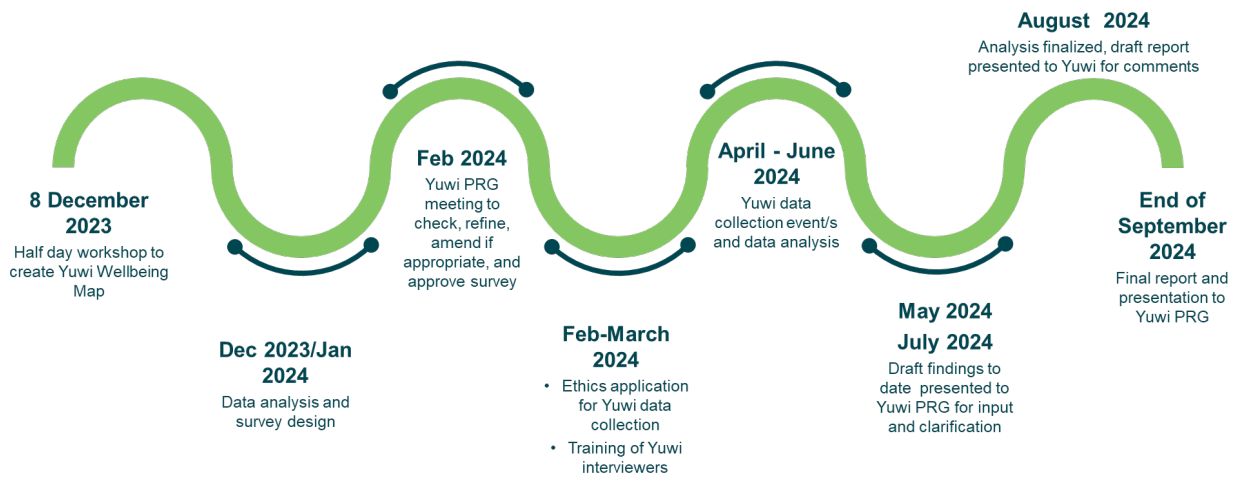 8 December
2023
Half day workshop to
create Yuwi Wellbeing
Map
Dec 2023/Jan
2024
Data analysis and
survey design
Feb 2024
Yuwi PRG
meeting to
check, refine,
amend if
appropriate, and
approve survey
Feb-March
2024
• Ethics application
for Yuwi data
collection
• Training of Yuwi
interviewers
April - June
2024
Yuwi data
collection event/s
and data analysis
May 2024
July 2024
Draft findings to
date presented to
Yuwi PRG for input
and clarification
August 2024
Analysis finalized, draft report
presented to Yuwi for comments
End of
September
2024
Final report and
presentation to
Yuwi PRG